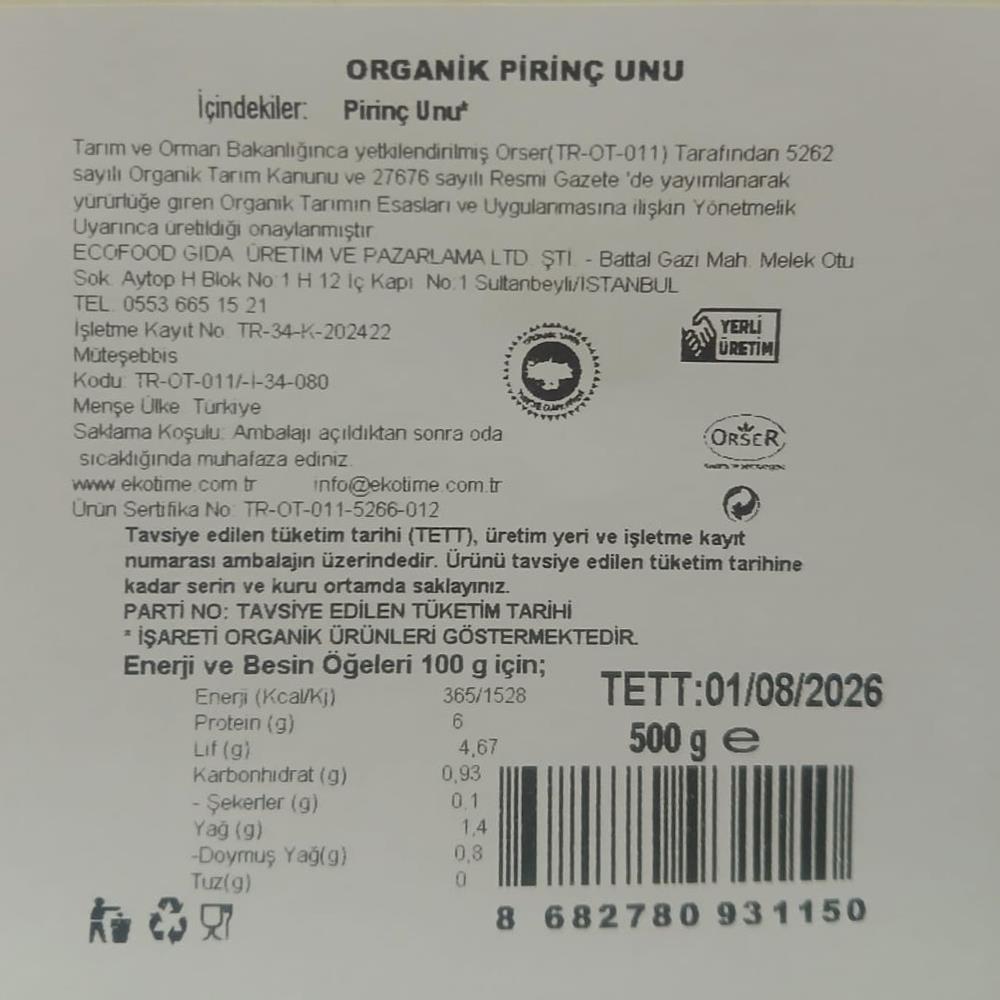 ORGANİK PİRİNÇ UNU
İçindekiler: Pirinç Unu*
Tarım ve Orman Bakanlığınca yetkilendirilmiş Orser(TR-OT-011) Tarafından 5262
sayılı Organik Tarım Kanunu ve 27676 sayılı Resmi Gazete 'de yayımlanarak
yürürlüğe giren Organik Tarımın Esasları ve Uygulanmasına ilişkin Yönetmelik
Uyarınca üretildiği onaylanmıştır
ECOFOOD GIDA ÜRETİM VE PAZARLAMA LTD. ŞTİ. - Battal Gazi Mah. Melek Otu
Sok. Aytop H Blok No:1 H 12 İç Kapı No:1 Sultanbeyli/İSTANBUL
TEL. 0553 665 15 21
İşletme Kayıt No. TR-34-K-202422
Müteşebbis
Kodu: TR-OT-011/-İ-34-080
Menşe Ülke: Türkiye
Saklama Koşulu: Ambalajı açıldıktan sonra oda
sıcaklığında muhafaza ediniz.
www.ekotime.com.tr info@ekotime.com.tr
Ürün Sertifika No: TR-OT-011-5266-012
YERLİ
ÜRETİM
ORSER
Tavsiye edilen tüketim tarihi (TETT), üretim yeri ve işletme kayıt
numarası ambalajın üzerindedir. Ürünü tavsiye edilen tüketim tarihine
kadar serin ve kuru ortamda saklayınız.
PARTİ NO: TAVSİYE EDİLEN TÜKETİM TARİHİ
* İŞARETİ ORGANİK ÜRÜNLERİ GÖSTERMEKTEDİR.
Enerji ve Besin Öğeleri 100 g için;
Enerji (Kcal/Kj) 365/1528
Protein (g) 6
Lif (g) 4,67
Karbonhidrat (g) 0,93
- Şekerler (g) 0.1
Yağ (g) 1,4
-Doymuş Yağ(g) 0,8
Tuz(g) 0
TETT:01/08/2026
500 g e
8 682780 931150